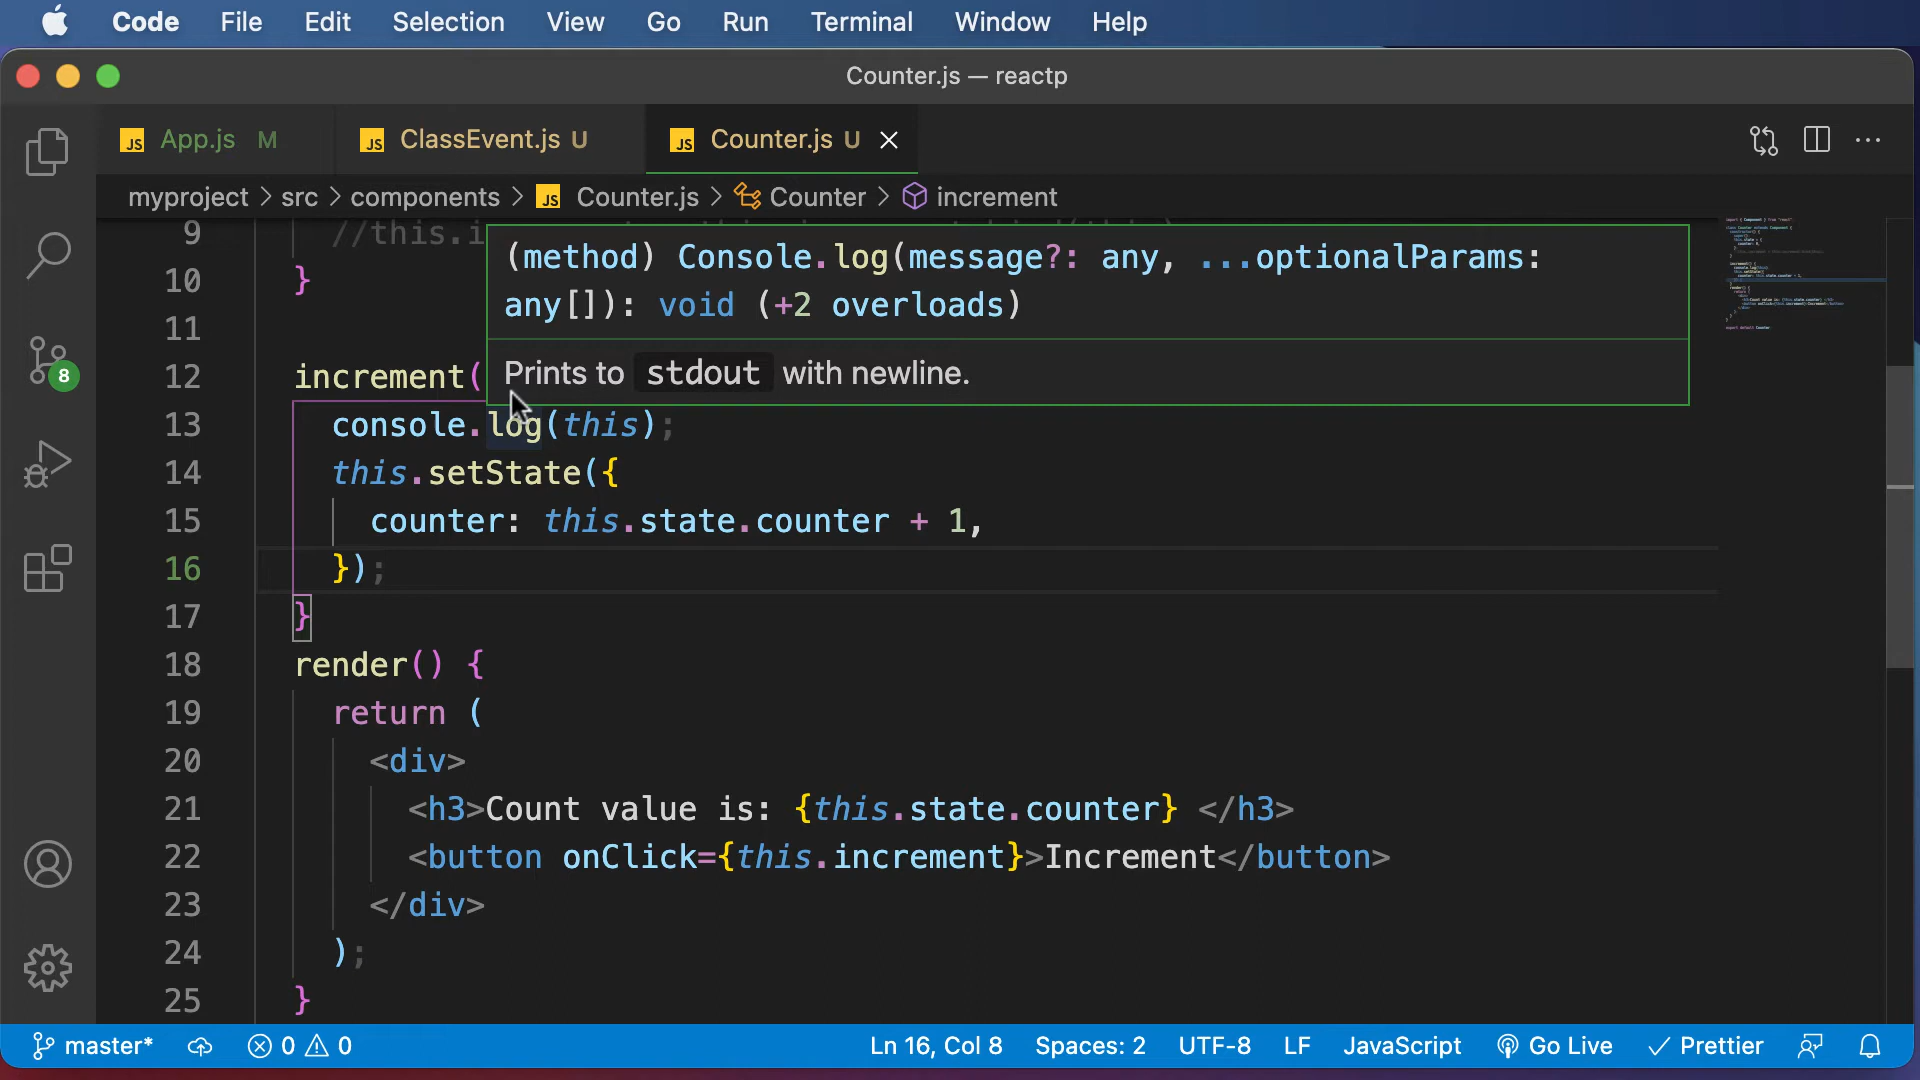 Code File Edit Selection View Go Run Terminal Window Help
Counter.js — reactp
JS App.js M JS ClassEvent.js U JS Counter.js U
myproject > src > components > JS Counter.js > Counter > increment
9 //this.i
(method) Console.log(message?: any, ...optionalParams:
10 }
any[]): void (+2 overloads)
11
Prints to stdout with newline.
12 increment(
13 console.log(this);
14 this.setState({
15 counter: this.state.counter + 1,
16 });
17 }
18 render() {
19 return (
20 <div>
21 <h3>Count value is: {this.state.counter} </h3>
22 <button onClick={this.increment}>Increment</button>
23 </div>
24 );
25 }
8
master* 0 0 Ln 16, Col 8 Spaces: 2 UTF-8 LF JavaScript Go Live Prettier